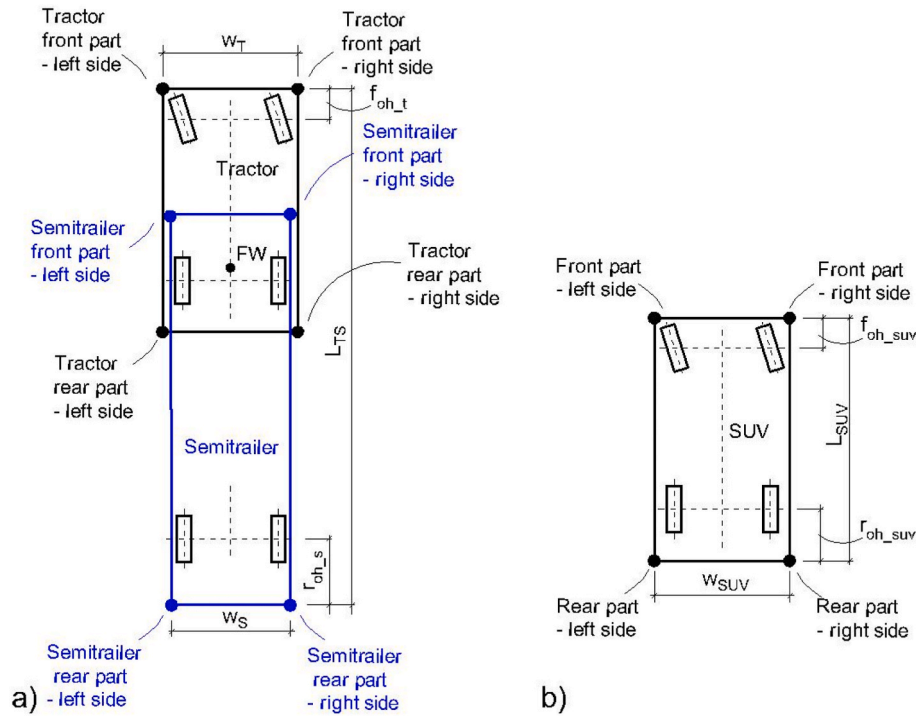 Tractor
front part
- left side
w_T
Tractor
front part
- right side
f_oh_t
Semitrailer
front part
- right side
Tractor
Semitrailer
front part
- left side
FW
Tractor
rear part
- right side
L_TS
Tractor
rear part
- left side
Semitrailer
r_oh_s
w_S
Semitrailer
rear part
- left side
Semitrailer
rear part
- right side
a)
Front part
- left side
Front part
- right side
f_oh_suv
SUV
L_SUV
r_oh_suv
w_SUV
Rear part
- left side
Rear part
- right side
b)